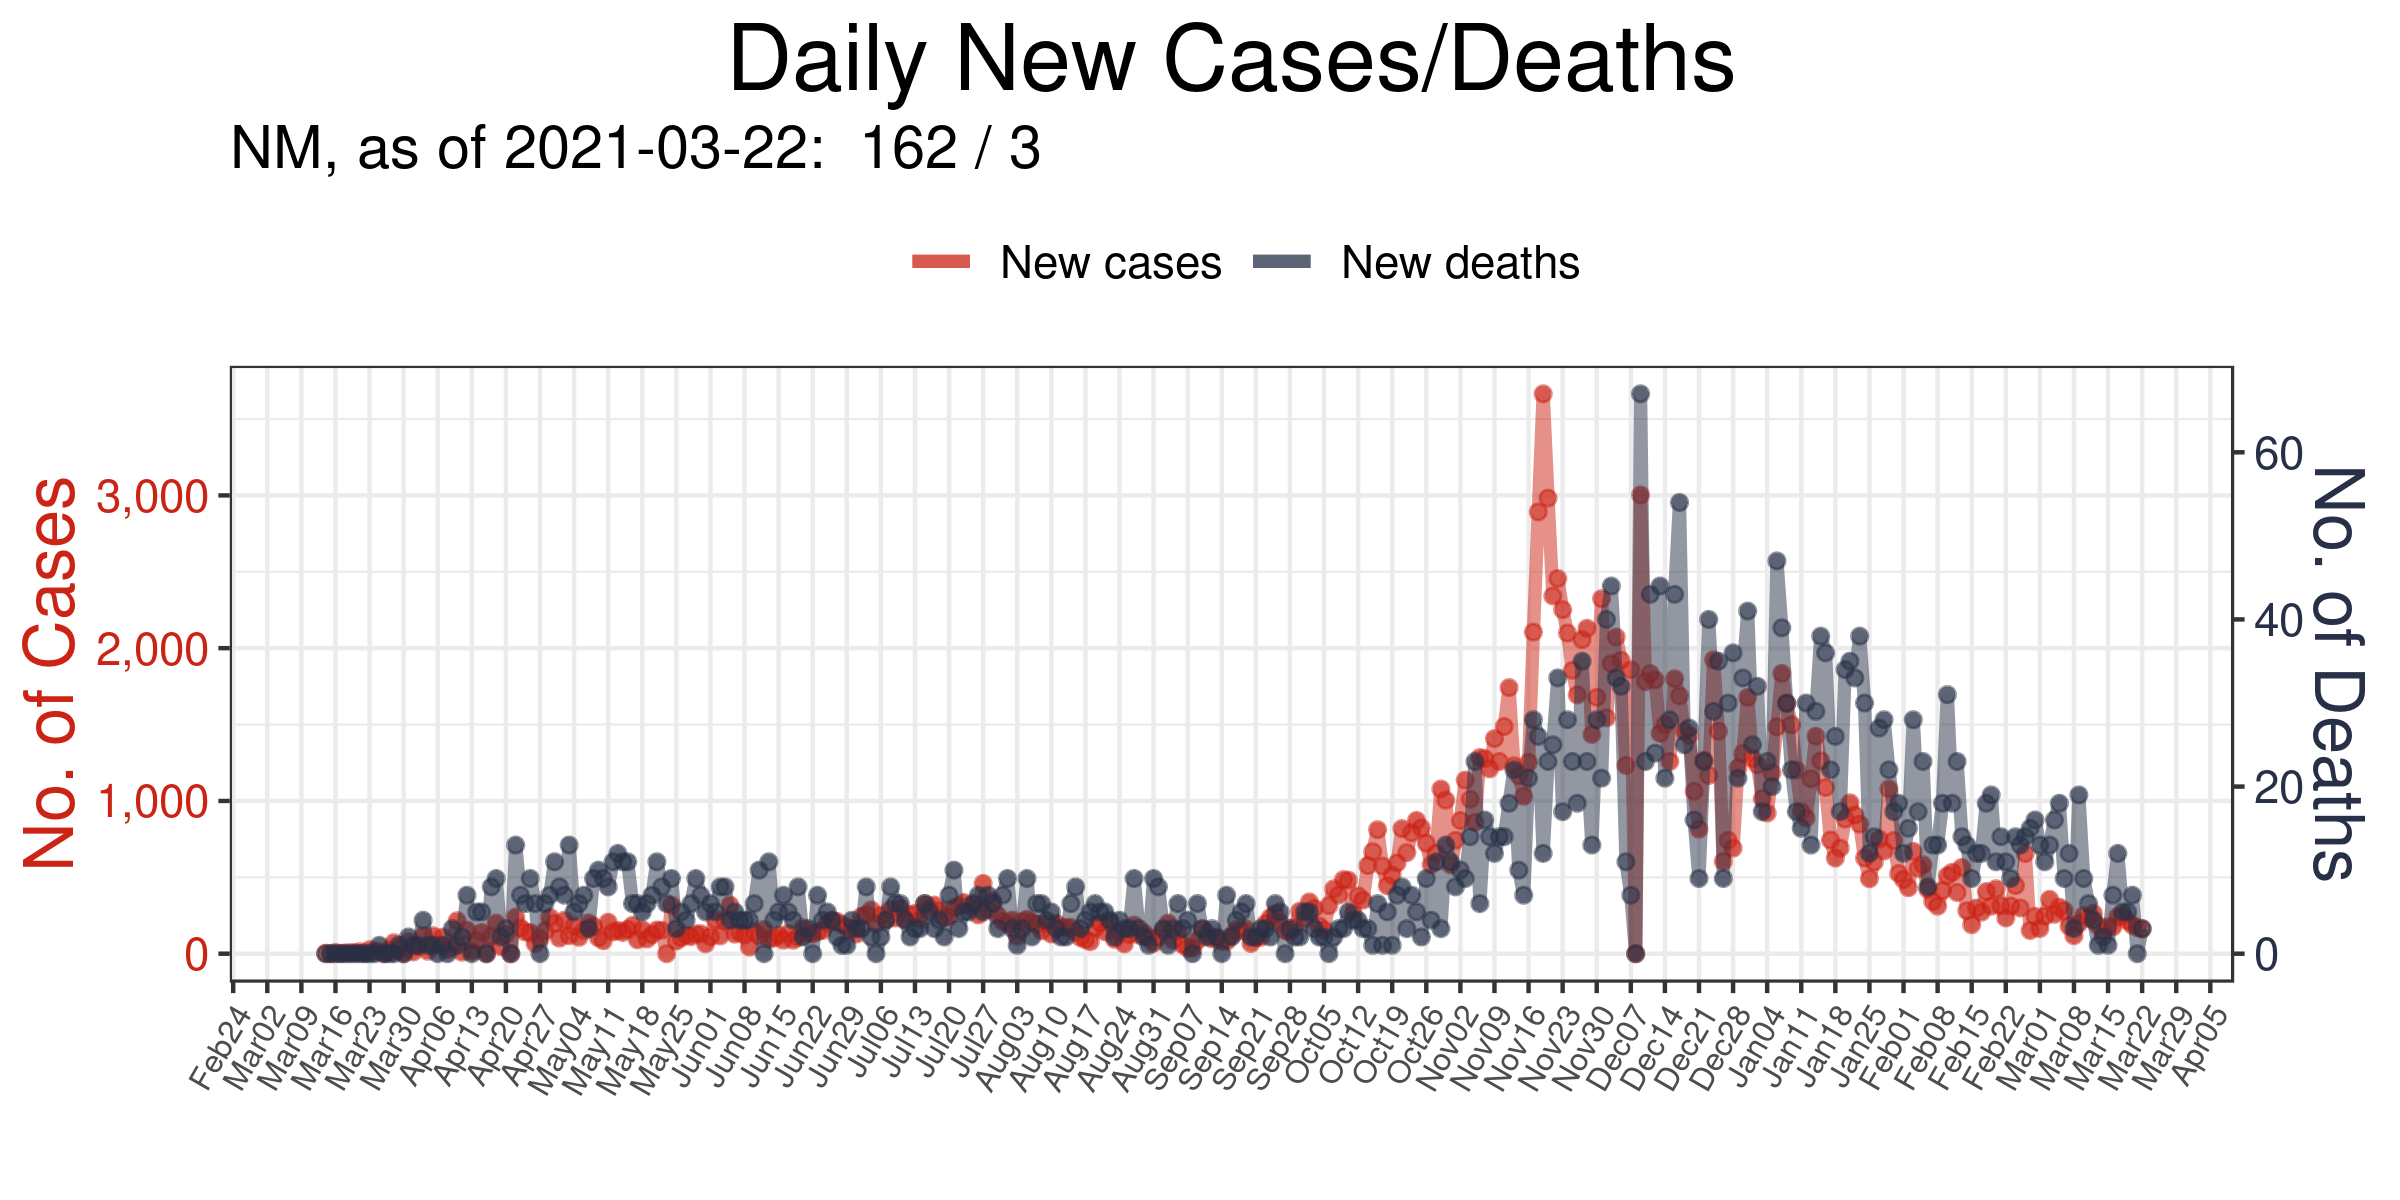 Daily New Cases/Deaths
NM, as of 2021-03-22:  162 / 3
New cases
New deaths
No. of Cases
3,000
2,000
1,000
0
60
40
20
0
No. of Deaths
Feb24
Mar02
Mar09
Mar16
Mar23
Mar30
Apr06
Apr13
Apr20
Apr27
May04
May11
May18
May25
Jun01
Jun08
Jun15
Jun22
Jun29
Jul06
Jul13
Jul20
Jul27
Aug03
Aug10
Aug17
Aug24
Aug31
Sep07
Sep14
Sep21
Sep28
Oct05
Oct12
Oct19
Oct26
Nov02
Nov09
Nov16
Nov23
Nov30
Dec07
Dec14
Dec21
Dec28
Jan04
Jan11
Jan18
Jan25
Feb01
Feb08
Feb15
Feb22
Mar01
Mar08
Mar15
Mar22
Mar29
Apr05